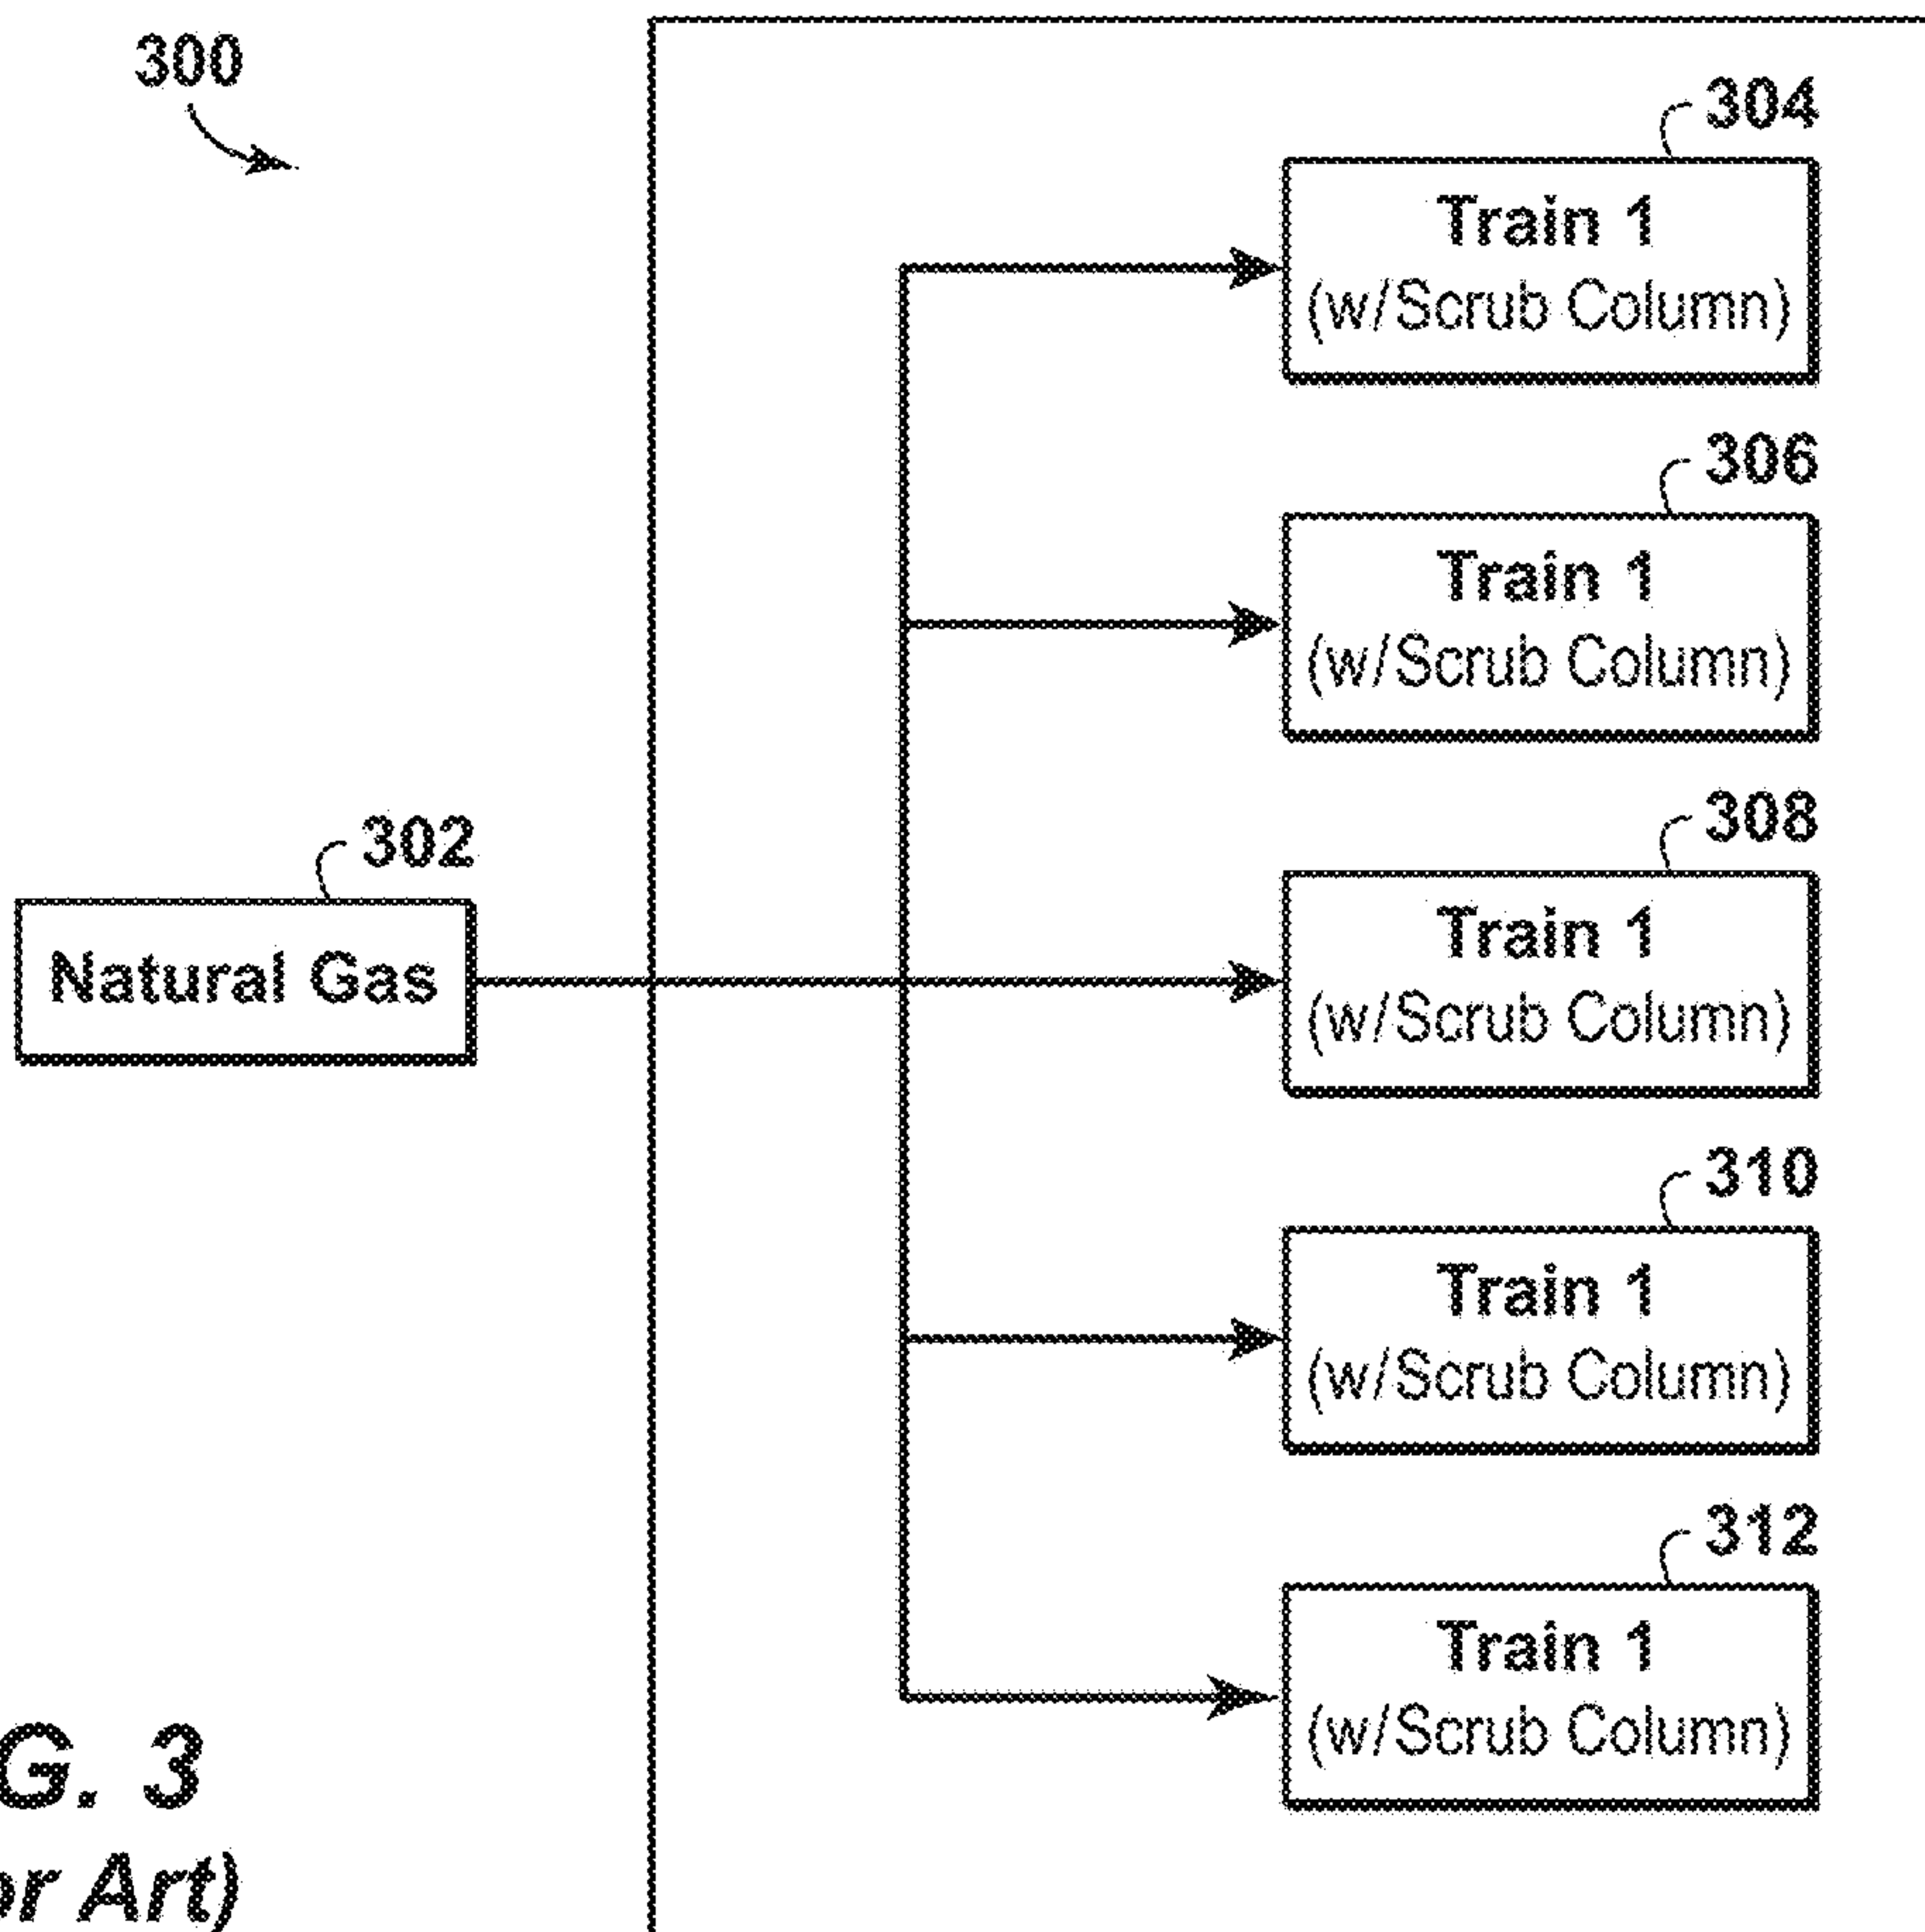 300
304
Train 1
(w/Scrub Column)
306
Train 1
(w/Scrub Column)
302
Natural Gas
308
Train 1
(w/Scrub Column)
310
Train 1
(w/Scrub Column)
312
Train 1
(w/Scrub Column)
G. 3
or Art)